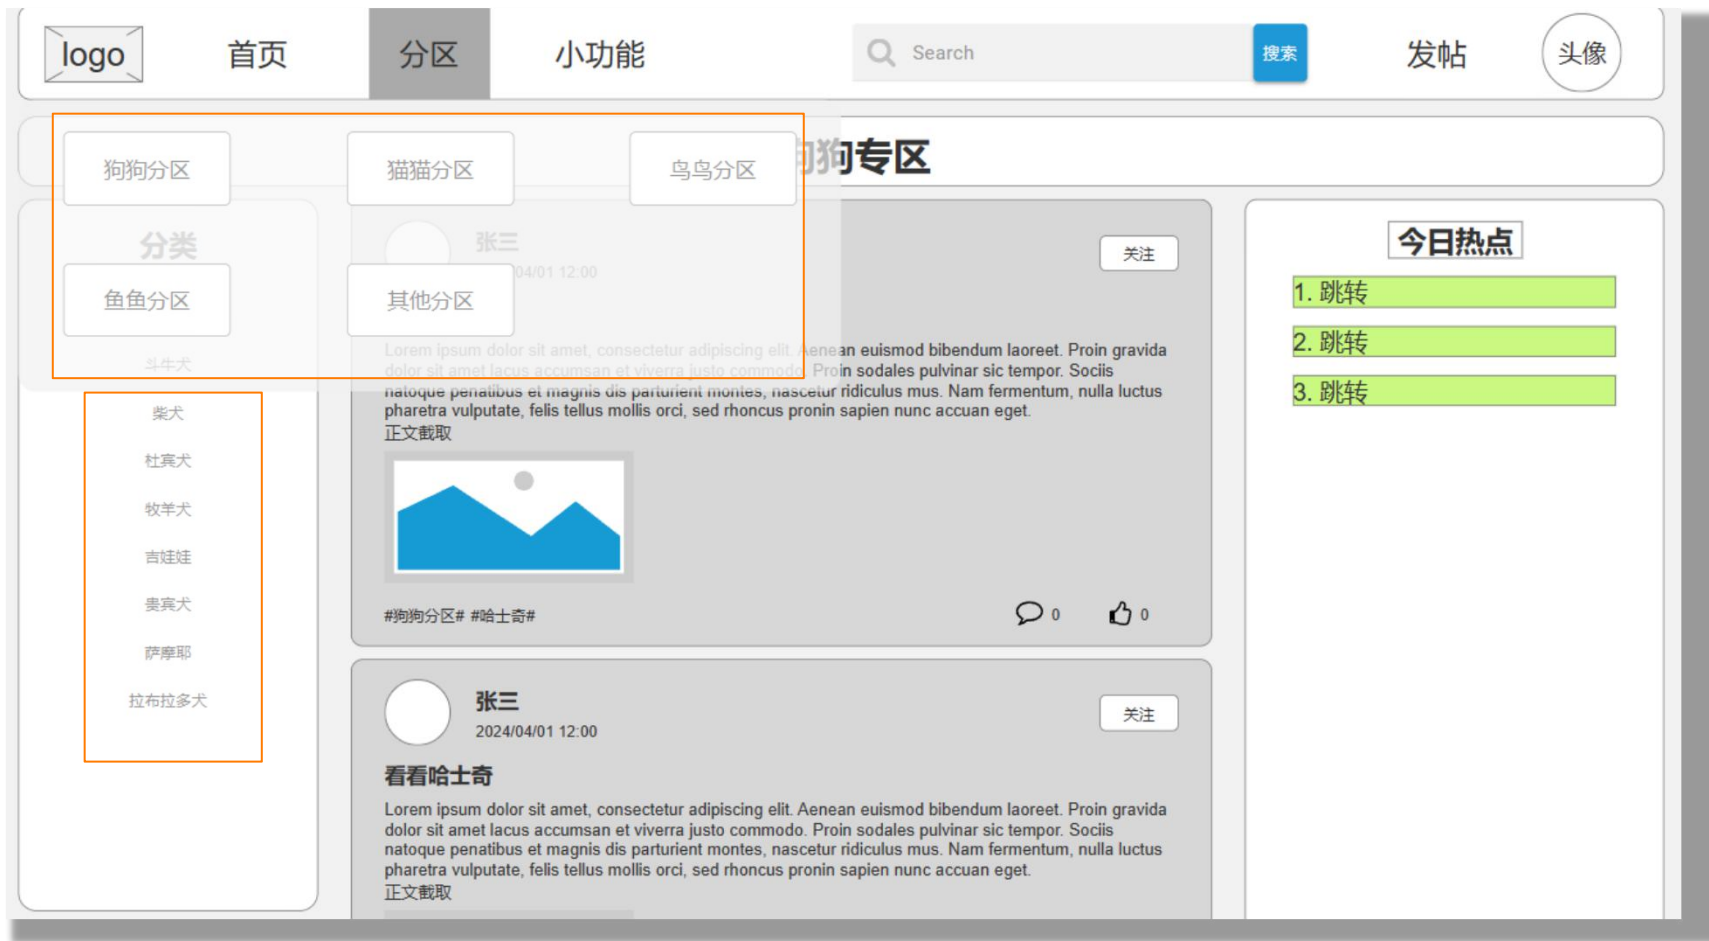 logo 首页 分区 小功能 Search 搜索 发帖 头像
狗狗分区 猫猫分区 鸟鸟分区 狗狗专区
分类
鱼鱼分区 其他分区
斗牛犬
柴犬
杜宾犬
牧羊犬
吉娃娃
贵宾犬
萨摩耶
拉布拉多犬
张三
04/01 12:00
关注
Lorem ipsum dolor sit amet, consectetur adipiscing elit. Aenean euismod bibendum laoreet. Proin gravida
dolor sit amet lacus accumsan et viverra justo commodo. Proin sodales pulvinar sic tempor. Sociis
natoque penatibus et magnis dis parturient montes, nascetur ridiculus mus. Nam fermentum, nulla luctus
pharetra vulputate, felis tellus mollis orci, sed rhoncus pronin sapien nunc accuan eget.
正文截取
#狗狗分区# #哈士奇# 0 0
张三
2024/04/01 12:00
关注
看看哈士奇
Lorem ipsum dolor sit amet, consectetur adipiscing elit. Aenean euismod bibendum laoreet. Proin gravida
dolor sit amet lacus accumsan et viverra justo commodo. Proin sodales pulvinar sic tempor. Sociis
natoque penatibus et magnis dis parturient montes, nascetur ridiculus mus. Nam fermentum, nulla luctus
pharetra vulputate, felis tellus mollis orci, sed rhoncus pronin sapien nunc accuan eget.
正文截取
今日热点
1. 跳转
2. 跳转
3. 跳转